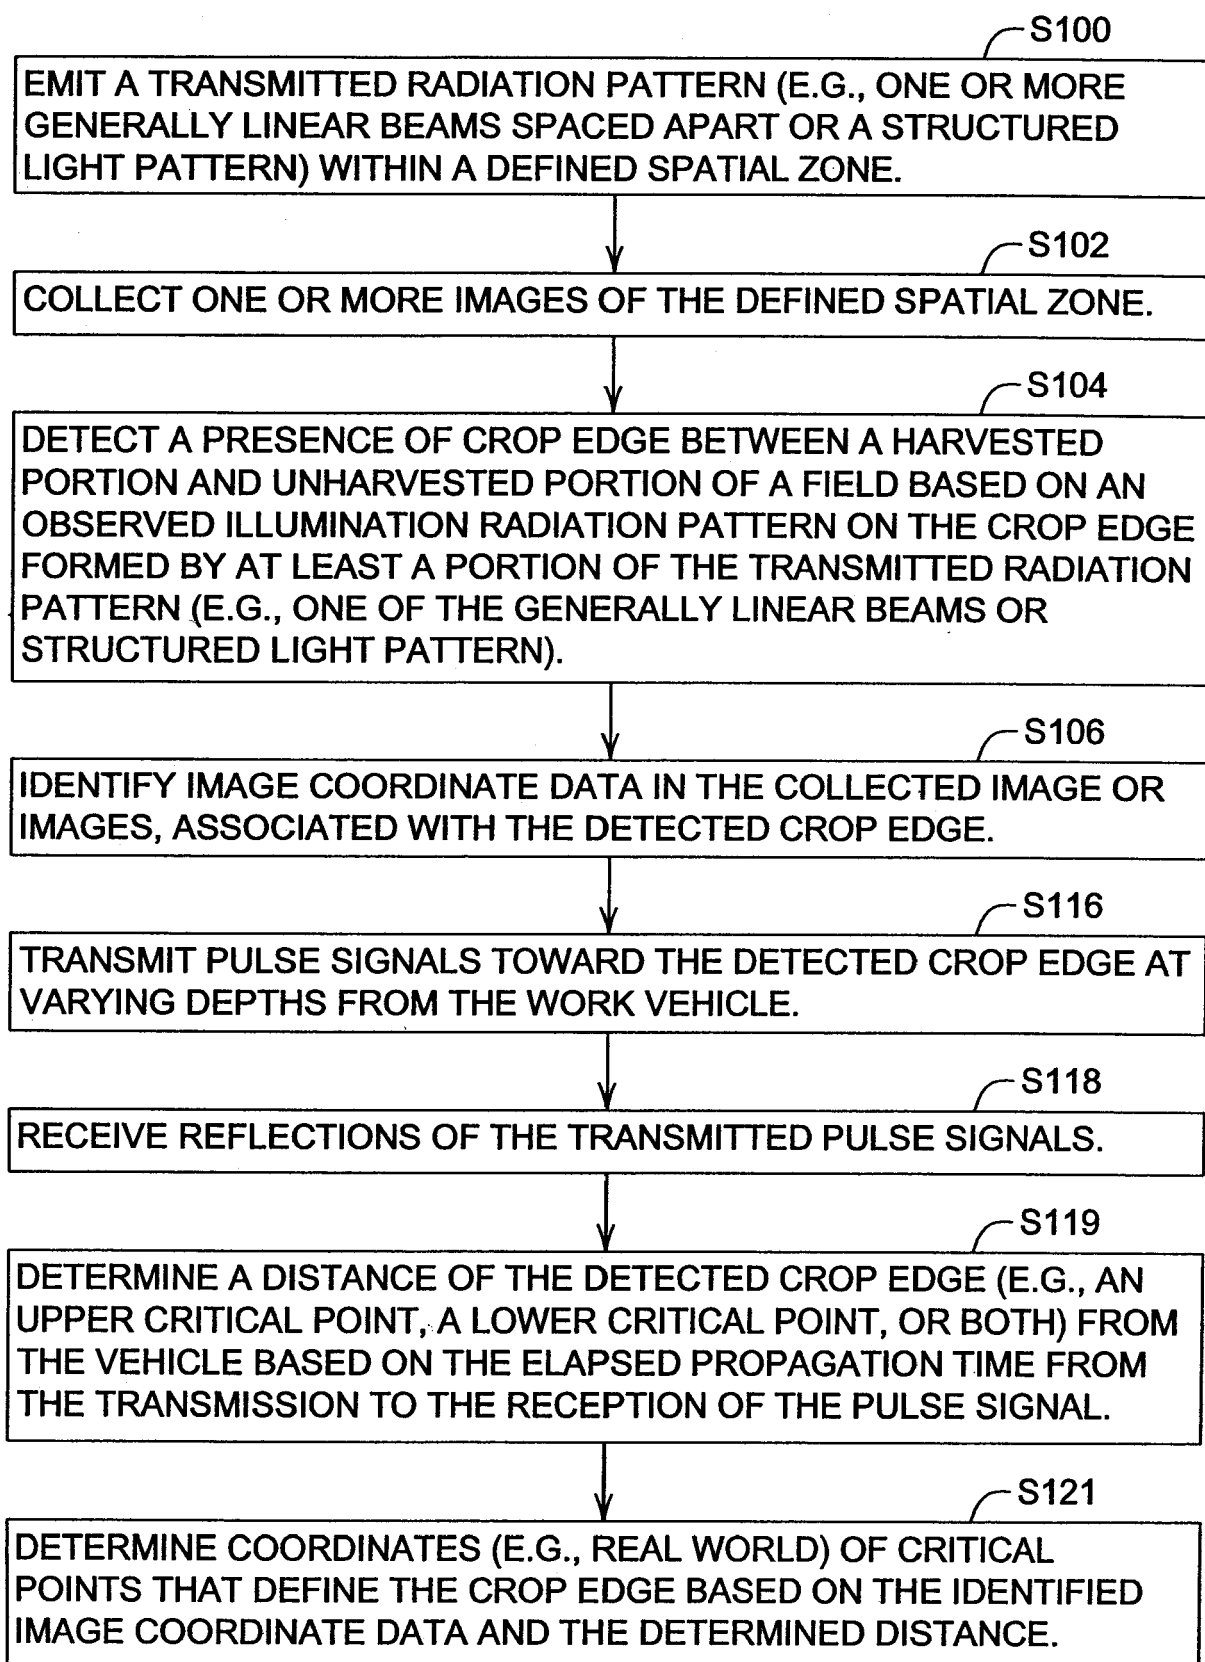 S100
EMIT A TRANSMITTED RADIATION PATTERN (E.G., ONE OR MORE
GENERALLY LINEAR BEAMS SPACED APART OR A STRUCTURED
LIGHT PATTERN) WITHIN A DEFINED SPATIAL ZONE.
S102
COLLECT ONE OR MORE IMAGES OF THE DEFINED SPATIAL ZONE.
S104
DETECT A PRESENCE OF CROP EDGE BETWEEN A HARVESTED
PORTION AND UNHARVESTED PORTION OF A FIELD BASED ON AN
OBSERVED ILLUMINATION RADIATION PATTERN ON THE CROP EDGE
FORMED BY AT LEAST A PORTION OF THE TRANSMITTED RADIATION
PATTERN (E.G., ONE OF THE GENERALLY LINEAR BEAMS OR
STRUCTURED LIGHT PATTERN).
S106
IDENTIFY IMAGE COORDINATE DATA IN THE COLLECTED IMAGE OR
IMAGES, ASSOCIATED WITH THE DETECTED CROP EDGE.
S116
TRANSMIT PULSE SIGNALS TOWARD THE DETECTED CROP EDGE AT
VARYING DEPTHS FROM THE WORK VEHICLE.
S118
RECEIVE REFLECTIONS OF THE TRANSMITTED PULSE SIGNALS.
S119
DETERMINE A DISTANCE OF THE DETECTED CROP EDGE (E.G., AN
UPPER CRITICAL POINT, A LOWER CRITICAL POINT, OR BOTH) FROM
THE VEHICLE BASED ON THE ELAPSED PROPAGATION TIME FROM
THE TRANSMISSION TO THE RECEPTION OF THE PULSE SIGNAL.
S121
DETERMINE COORDINATES (E.G., REAL WORLD) OF CRITICAL
POINTS THAT DEFINE THE CROP EDGE BASED ON THE IDENTIFIED
IMAGE COORDINATE DATA AND THE DETERMINED DISTANCE.